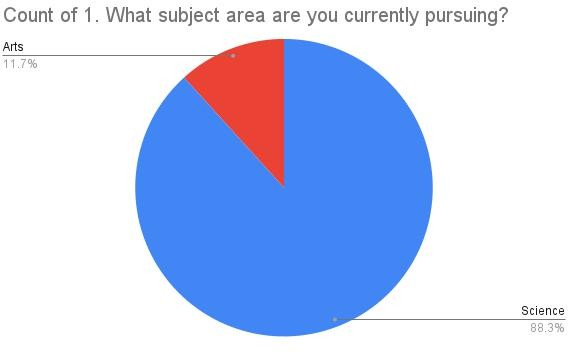 Count of 1. What subject area are you currently pursuing?
Arts
11.7%
Science
88.3%